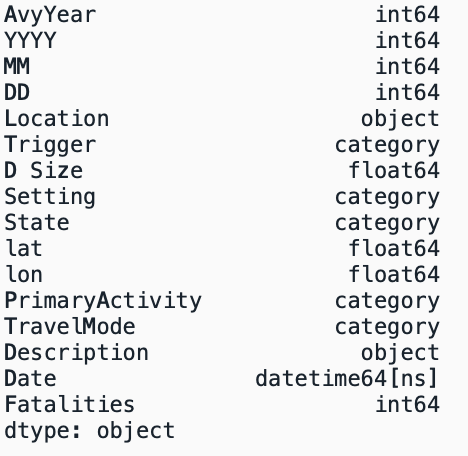 AvyYear int64
YYYY int64
MM int64
DD int64
Location object
Trigger category
D Size float64
Setting category
State category
lat float64
lon float64
PrimaryActivity category
TravelMode category
Description object
Date datetime64[ns]
Fatalities int64
dtype: object